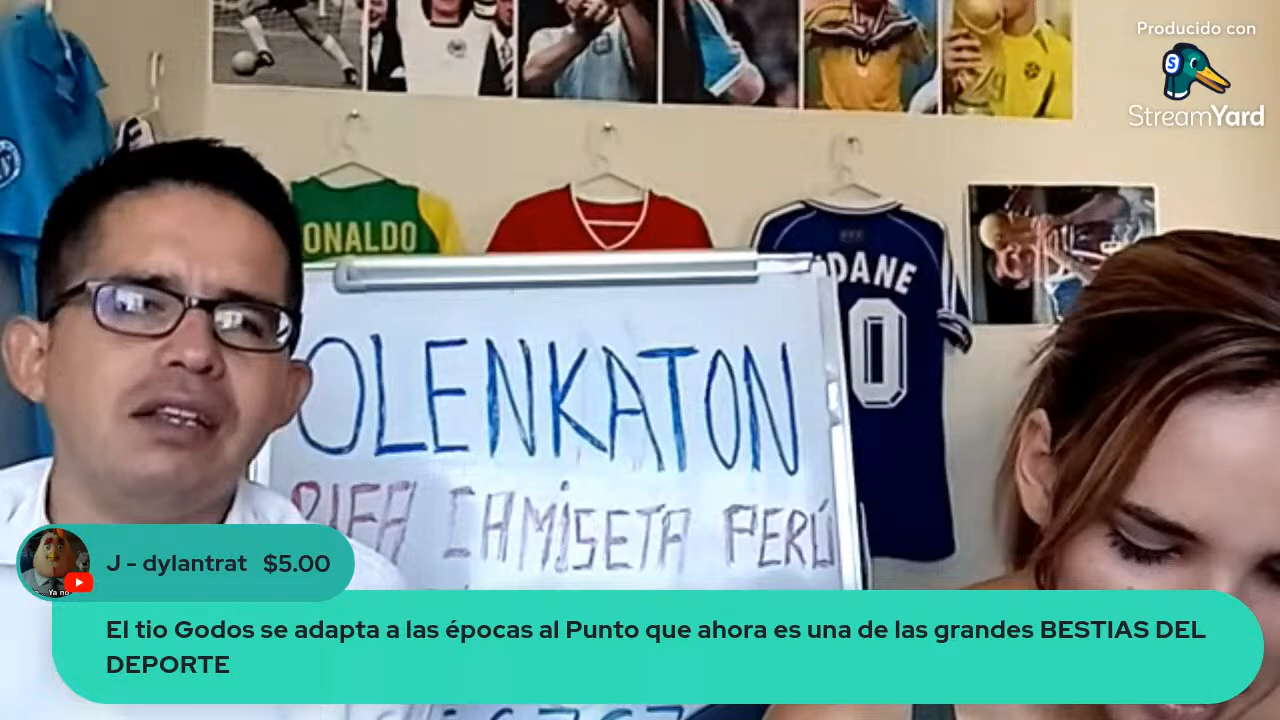 Producido con
StreamYard
ONALDO
DANE
OLENKATON
RIFA CAMISETA PERÚ
J - dylantrat $5.00
El tio Godos se adapta a las épocas al Punto que ahora es una de las grandes BESTIAS DEL
DEPORTE